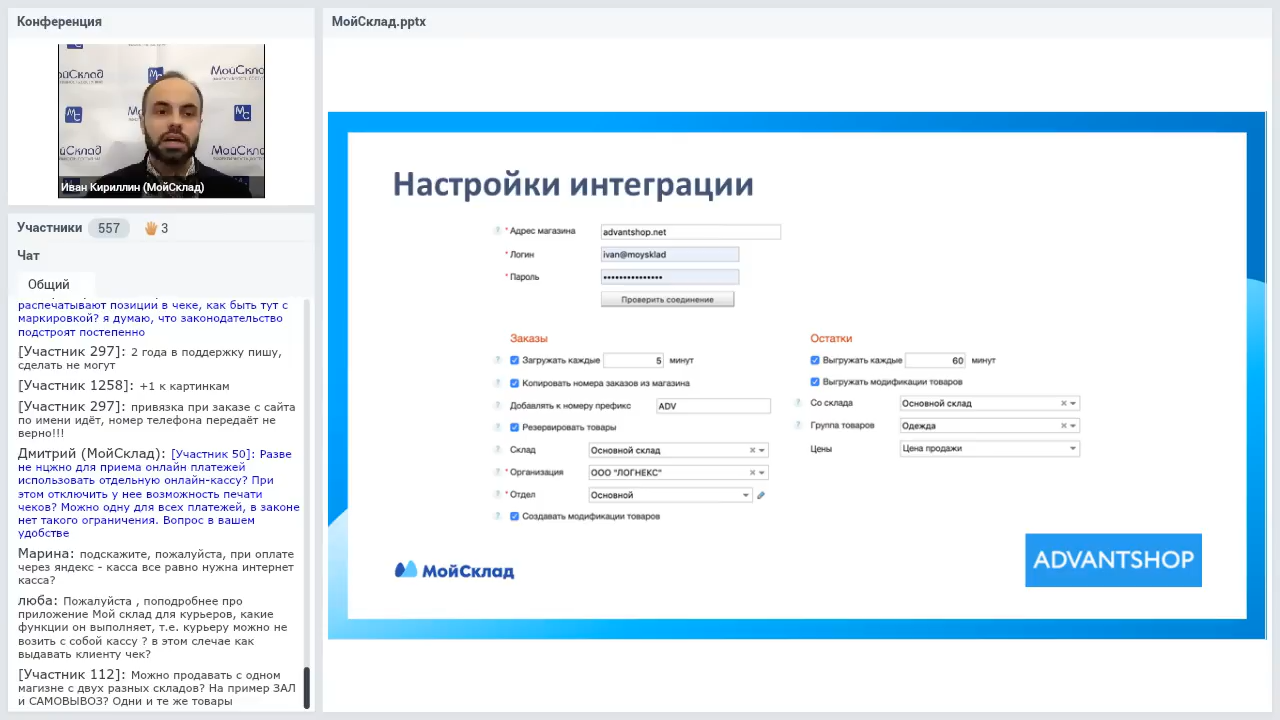 Конференция
МойСклад.pptx
МойСклад
МойСклад
МойСклад
МойСклад
Иван Кириллин (МойСклад)
Участники 557 3
Чат
Общий
распечатывают позиции в чеке, как быть тут с
макировкой? я думаю, что законодательство
подстроят постепенно
[Участник 297]: 2 года в поддержку пишу,
сделать не могут
[Участник 1258]: +1 к картинкам
[Участник 297]: привязка при заказе с сайта
по имени идёт, номер телефона передаёт не
верно!!!
Дмитрий (МойСклад): [Участник 50]: Разве
не нцжно для приема онлайн платежей
использовать отдельную онлайн-кассу? При
этом отключить у нее возможность печати
чеков? Можно одну для всех платежей, в законе
нет такого ограничения. Вопрос в вашем
удобстве
Марина: подскажите, пожалуйста, при оплате
через яндекс - касса все равно нужна интернет
касса?
люба: Пожалуйста , поподробнее про
приложение Мой склад для курьеров, какие
функции он выполняет, т.е. курьеру можно не
возить с собой кассу ? в этом слечае как
выдавать клиенту чек?
[Участник 112]: Можно продавать с одном
магизне с двух разных складов? На пример ЗАЛ
и САМОВЫВОЗ? Одни и те же товары
Настройки интеграции
? * Адрес магазина advantshop.net
* Логин ivan@moysklad
* Пароль •••••••••••••••
Проверить соединение
Заказы
? Загружать каждые 5 минут
? Копировать номера заказов из магазина
Добавлять к номеру префикс ADV
? Резервировать товары
? Склад Основной склад
? * Организация ООО "ЛОГНЕКС"
? * Отдел Основной
? Создавать модификации товаров
Остатки
Выгружать каждые 60 минут
Выгружать модификации товаров
? Со склада Основной склад
? Группа товаров Одежда
Цены Цена продажи
МойСклад
ADVANTSHOP